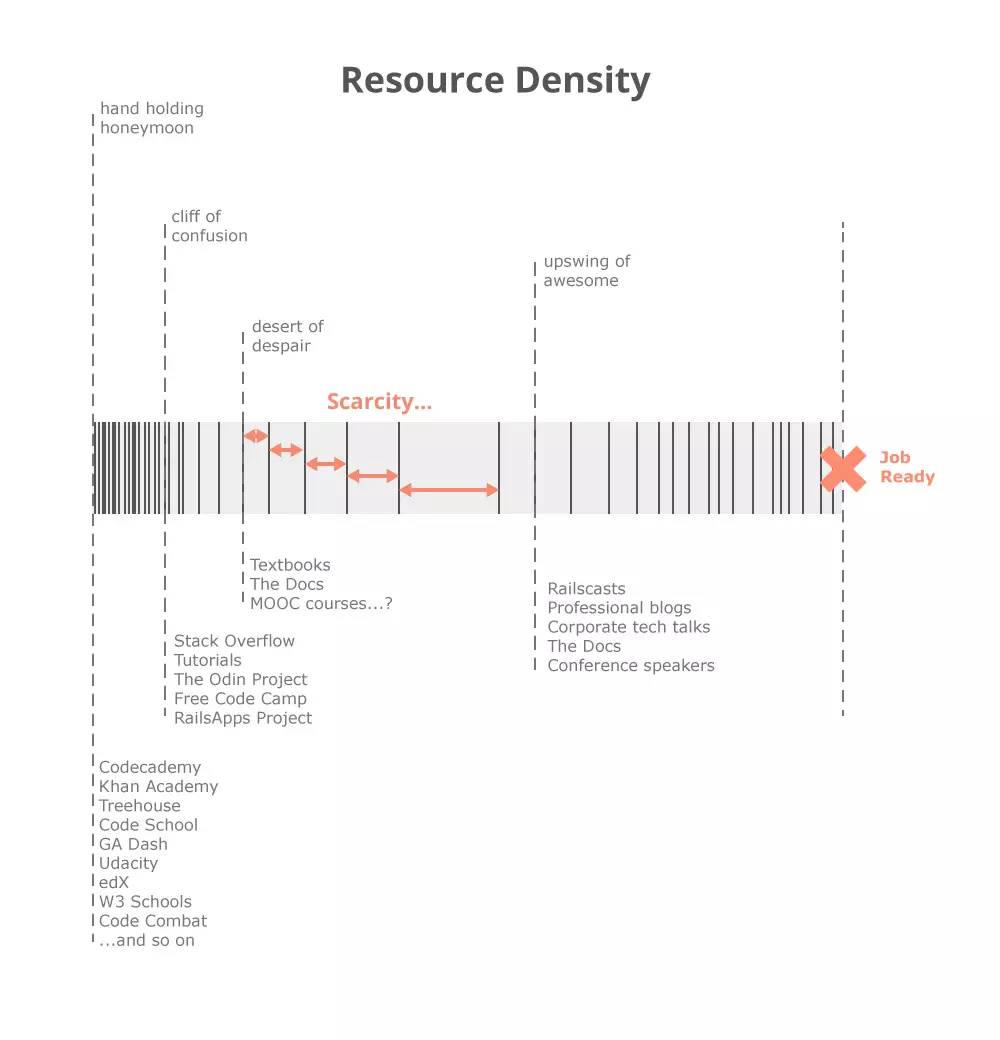 Resource Density
hand holding
honeymoon
cliff of
confusion
upswing of
awesome
desert of
despair
Scarcity...
Job
Ready
Textbooks
The Docs
MOOC courses...?
Railscasts
Professional blogs
Corporate tech talks
The Docs
Conference speakers
Stack Overflow
Tutorials
The Odin Project
Free Code Camp
RailsApps Project
Codecademy
Khan Academy
Treehouse
Code School
GA Dash
Udacity
edX
W3 Schools
Code Combat
...and so on